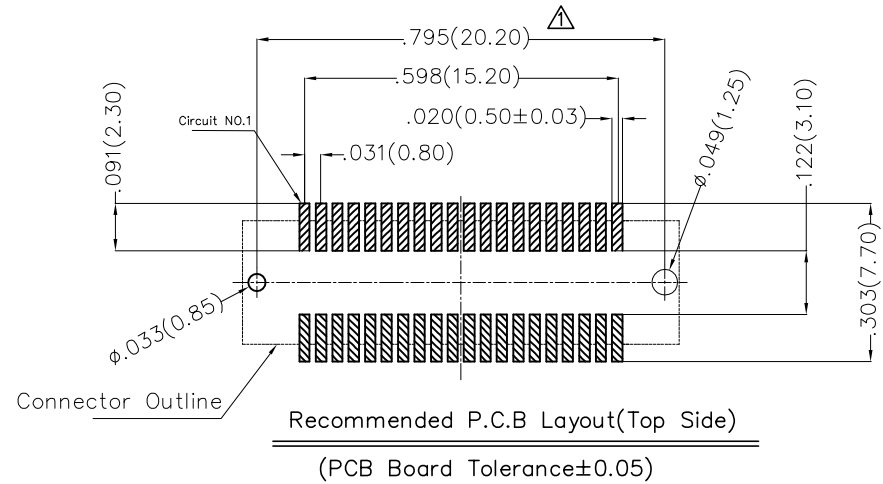 1
.795(20.20)
.598(15.20)
.020(0.50±0.03)
Circuit NO.1
.031(0.80)
.091(2.30)
ø.049(1.25)
.122(3.10)
.303(7.70)
ø.033(0.85)
Connector Outline
Recommended P.C.B Layout(Top Side)
(PCB Board Tolerance±0.05)